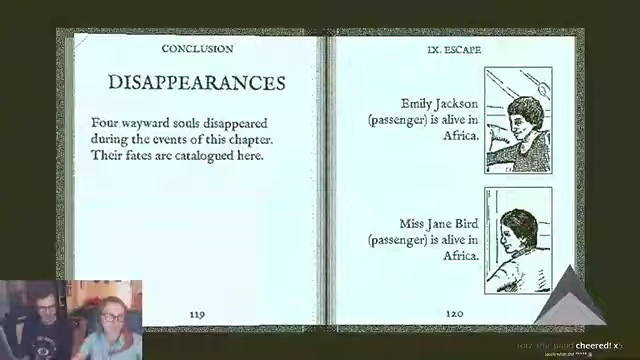 CONCLUSION
DISAPPEARANCES
Four wayward souls disappeared
during the events of this chapter.
Their fates are catalogued here.
119
IX. ESCAPE
Emily Jackson
(passenger) is alive in
Africa.
Miss Jane Bird
(passenger) is alive in
Africa.
120
cheered! x5